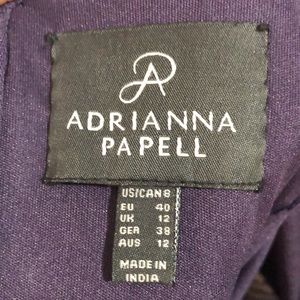 ADRIANNA
PAPELL
US/CAN 8
EU 40
UK 12
GER 38
AUS 12
MADE IN
INDIA